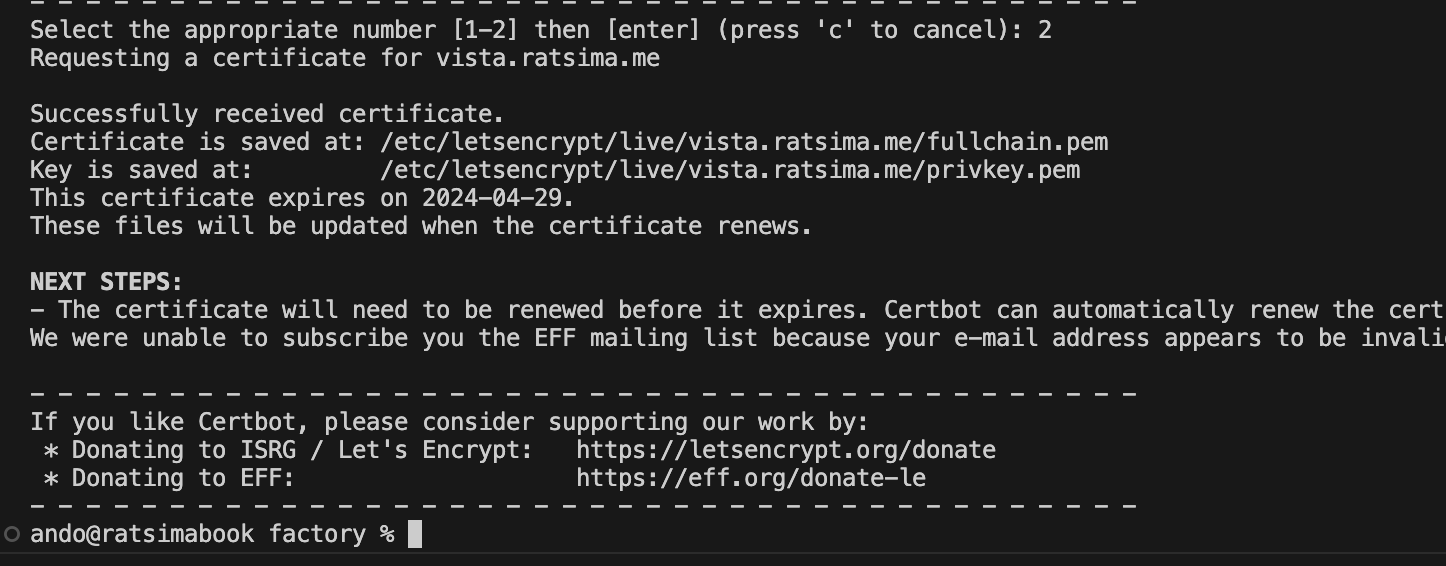 - - - - - - - - - - - - - - - - - - - - - - - - - - - - - - - - - - - - - - - -
Select the appropriate number [1-2] then [enter] (press 'c' to cancel): 2
Requesting a certificate for vista.ratsima.me
Successfully received certificate.
Certificate is saved at: /etc/letsencrypt/live/vista.ratsima.me/fullchain.pem
Key is saved at:         /etc/letsencrypt/live/vista.ratsima.me/privkey.pem
This certificate expires on 2024-04-29.
These files will be updated when the certificate renews.
NEXT STEPS:
- The certificate will need to be renewed before it expires. Certbot can automatically renew the cert
We were unable to subscribe you the EFF mailing list because your e-mail address appears to be invali
- - - - - - - - - - - - - - - - - - - - - - - - - - - - - - - - - - - - - - - -
If you like Certbot, please consider supporting our work by:
 * Donating to ISRG / Let's Encrypt:   https://letsencrypt.org/donate
 * Donating to EFF:                    https://eff.org/donate-le
- - - - - - - - - - - - - - - - - - - - - - - - - - - - - - - - - - - - - - - -
ando@ratsimabook factory %